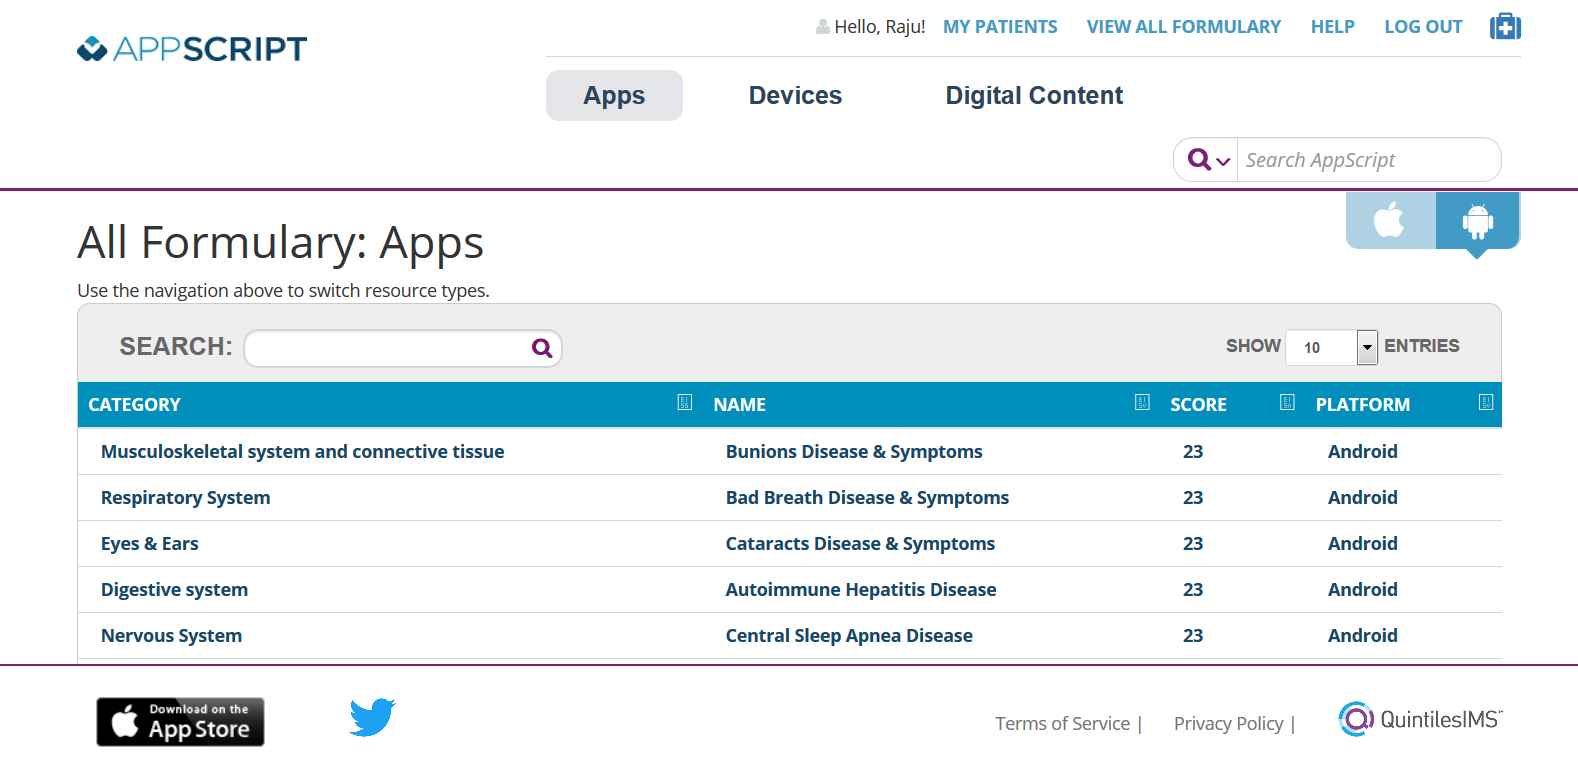 APPSCRIPT
Hello, Raju! MY PATIENTS VIEW ALL FORMULARY HELP LOG OUT
Apps Devices Digital Content
Search AppScript
All Formulary: Apps
Use the navigation above to switch resource types.
SEARCH: SHOW 10 ENTRIES
CATEGORY NAME SCORE PLATFORM
Musculoskeletal system and connective tissue Bunions Disease & Symptoms 23 Android
Respiratory System Bad Breath Disease & Symptoms 23 Android
Eyes & Ears Cataracts Disease & Symptoms 23 Android
Digestive system Autoimmune Hepatitis Disease 23 Android
Nervous System Central Sleep Apnea Disease 23 Android
Download on the
App Store
Terms of Service | Privacy Policy | QuintilesIMS™